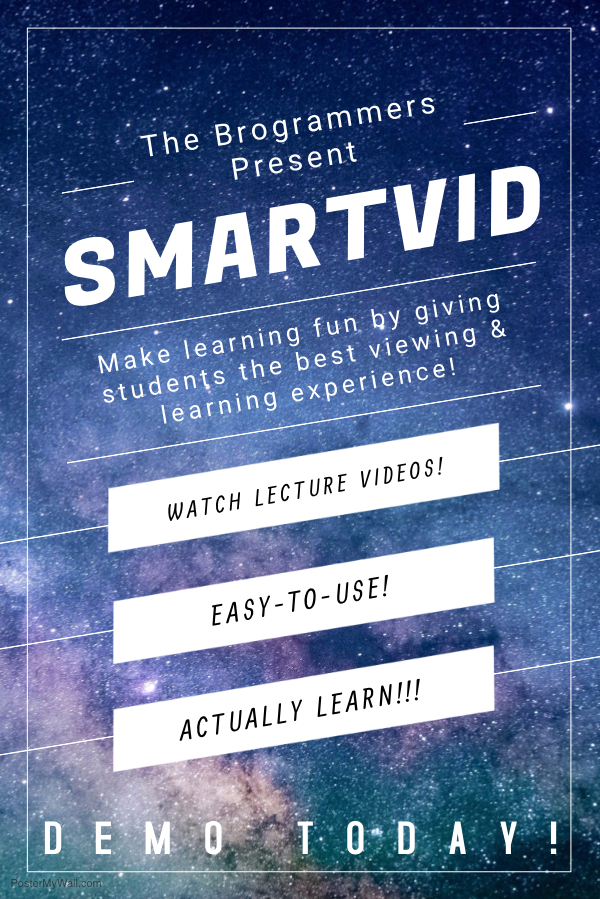 The Brogrammers
Present
SMARTVID
Make learning fun by giving
students the best viewing &
learning experience!
WATCH LECTURE VIDEOS!
EASY-TO-USE!
ACTUALLY LEARN!!!
DEMO TODAY!
PosterMyWall.com